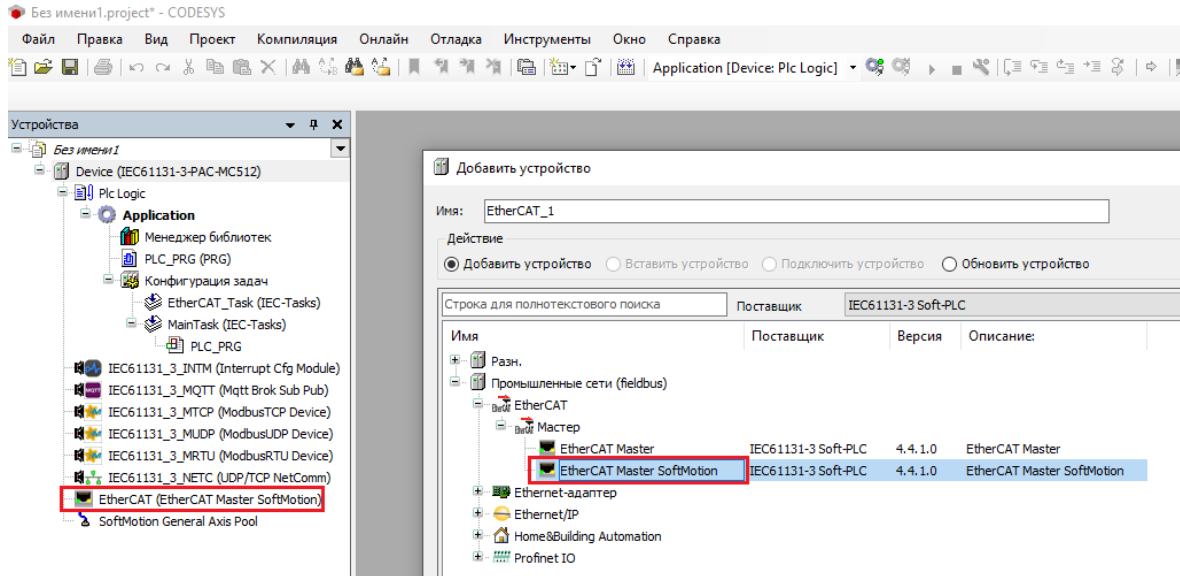 Без имени1.project* - CODESYS
Файл Правка Вид Проект Компиляция Онлайн Отладка Инструменты Окно Справка
Application [Device: Plc Logic]
Устройства
Без имени1
Device (IEC61131-3-PAC-MC512)
Plc Logic
Application
Менеджер библиотек
PLC_PRG (PRG)
Конфигурация задач
EtherCAT_Task (IEC-Tasks)
MainTask (IEC-Tasks)
PLC_PRG
IEC61131_3_INTM (Interrupt Cfg Module)
IEC61131_3_MQTT (Mqtt Brok Sub Pub)
IEC61131_3_MTCP (ModbusTCP Device)
IEC61131_3_MUDP (ModbusUDP Device)
IEC61131_3_MRTU (ModbusRTU Device)
IEC61131_3_NETC (UDP/TCP NetComm)
EtherCAT (EtherCAT Master SoftMotion)
SoftMotion General Axis Pool
Добавить устройство
Имя: EtherCAT_1
Действие
Добавить устройство Вставить устройство Подключить устройство Обновить устройство
Строка для полнотекстового поиска Поставщик IEC61131-3 Soft-PLC
Имя Поставщик Версия Описание:
Разн.
Промышленные сети (fieldbus)
EtherCAT
Мастер
EtherCAT Master IEC61131-3 Soft-PLC 4.4.1.0 EtherCAT Master
EtherCAT Master SoftMotion IEC61131-3 Soft-PLC 4.4.1.0 EtherCAT Master SoftMotion
Ethernet-адаптер
Ethernet/IP
Home&Building Automation
Profinet IO